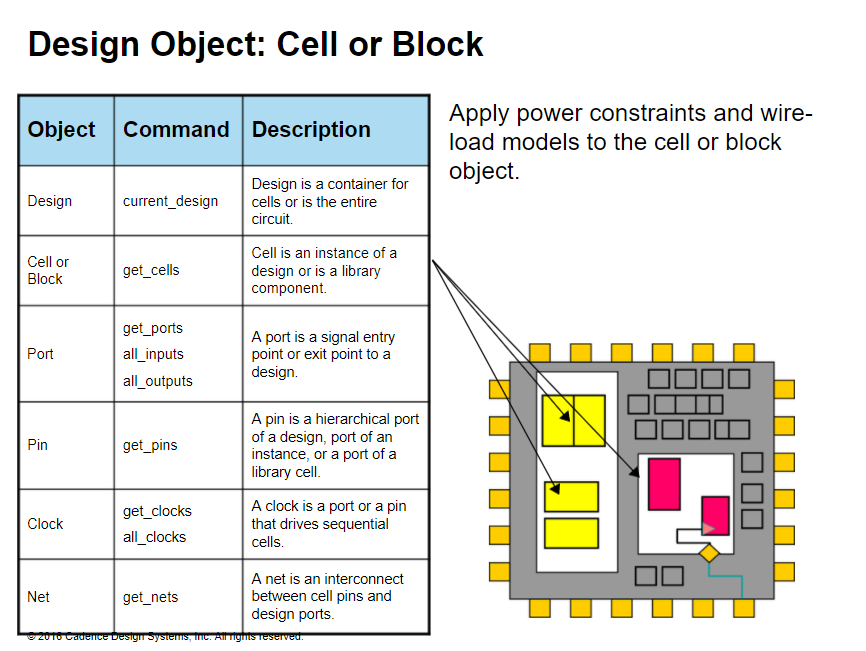 Design Object: Cell or Block
Apply power constraints and wire-
load models to the cell or block
object.
Object Command Description
Design current_design Design is a container for
cells or is the entire
circuit.
Cell or
Block get_cells Cell is an instance of a
design or is a library
component.
Port get_ports
all_inputs
all_outputs
A port is a signal entry
point or exit point to a
design.
Pin get_pins A pin is a hierarchical port
of a design, port of an
instance, or a port of a
library cell.
Clock get_clocks
all_clocks
A clock is a port or a pin
that drives sequential
cells.
Net get_nets A net is an interconnect
between cell pins and
design ports.
© 2016 Cadence Design Systems, Inc. All rights reserved.